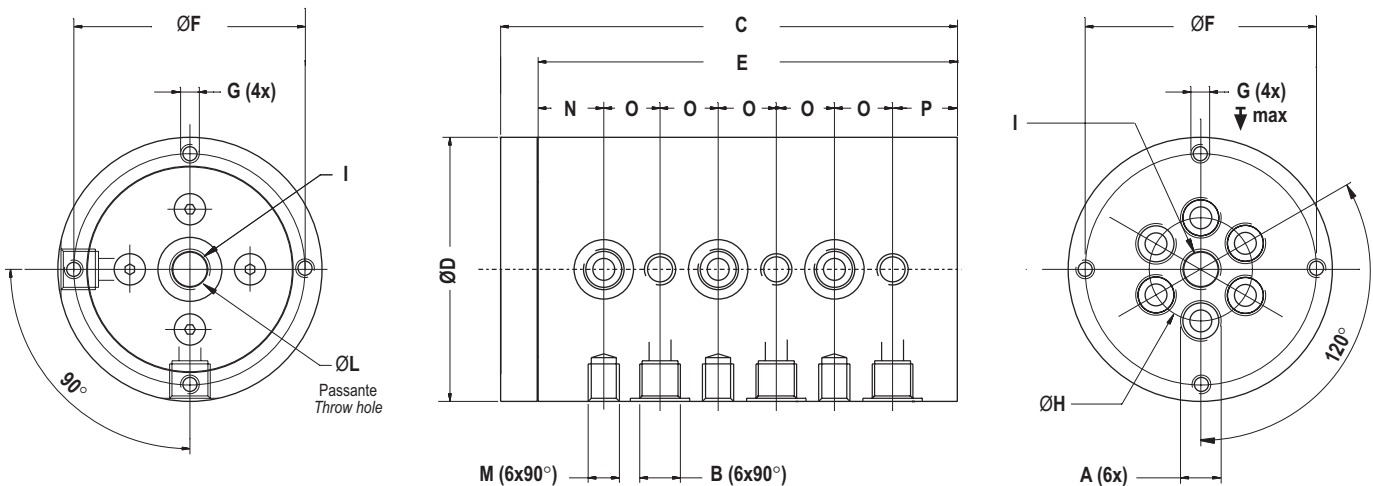 ØF
G (4x)
I
ØL
Passante
Throw hole
90°
C
E
N O O O O O P
ØD
M (6x90°)
B (6x90°)
ØF
G (4x)
max
I
120°
ØH
A (6x)